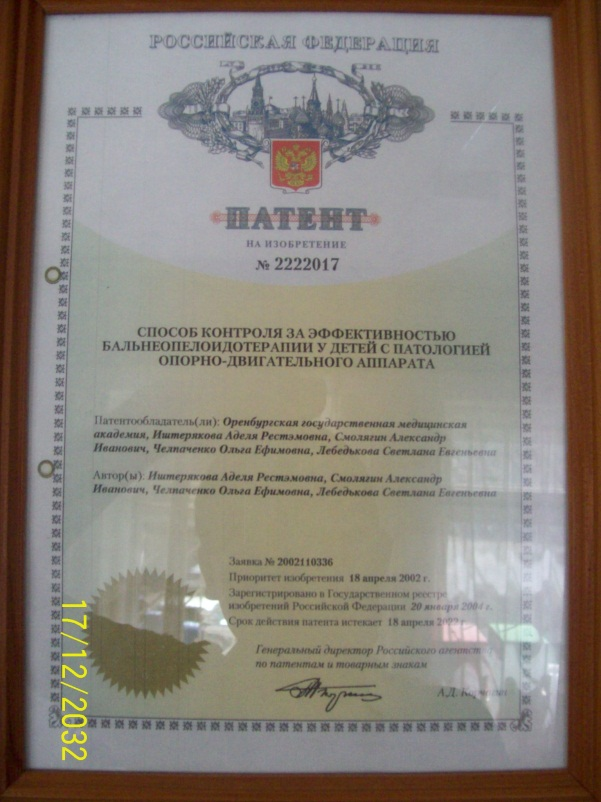 РОССИЙСКАЯ ФЕДЕРАЦИЯ
ПАТЕНТ
НА ИЗОБРЕТЕНИЕ
№ 2222017
СПОСОБ КОНТРОЛЯ ЗА ЭФФЕКТИВНОСТЬЮ
БАЛЬНЕОПЕЛОИДОТЕРАПИИ У ДЕТЕЙ С ПАТОЛОГИЕЙ
ОПОРНО-ДВИГАТЕЛЬНОГО АППАРАТА
Патентообладатель(ли): Оренбургская государственная медицинская
академия, Иштерякова Аделя Рестэмовна, Смолягин Александр
Иванович, Челпаченко Ольга Ефимовна, Лебедькова Светлана Евгеньевна
Автор(ы): Иштерякова Аделя Рестэмовна, Смолягин Александр
Иванович, Челпаченко Ольга Ефимовна, Лебедькова Светлана Евгеньевна
Заявка № 2002110336
Приоритет изобретения 18 апреля 2002 г.
Зарегистрировано в Государственном реестре
изобретений Российской Федерации 20 января 2004 г.
Срок действия патента истекает 18 апреля 2022 г.
Генеральный директор Российского агентства
по патентам и товарным знакам
А.Д.
17/12/2032